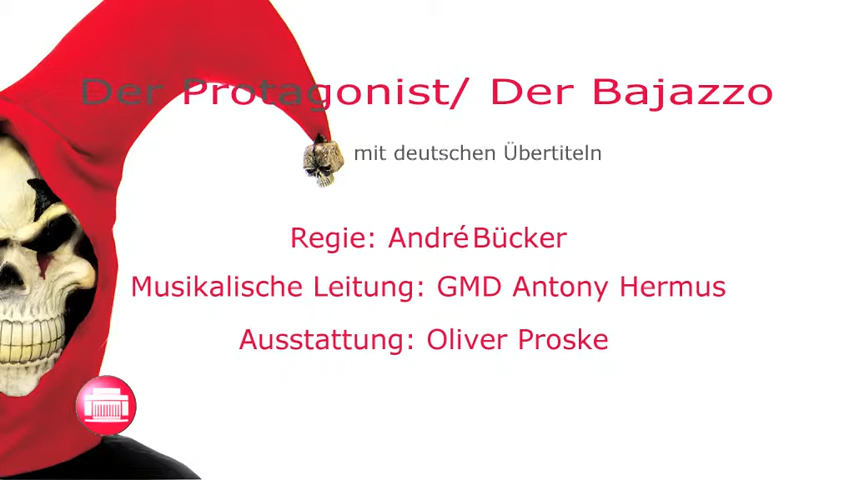 Der Protagonist/ Der Bajazzo
mit deutschen Übertiteln
Regie: André Bücker
Musikalische Leitung: GMD Antony Hermus
Ausstattung: Oliver Proske